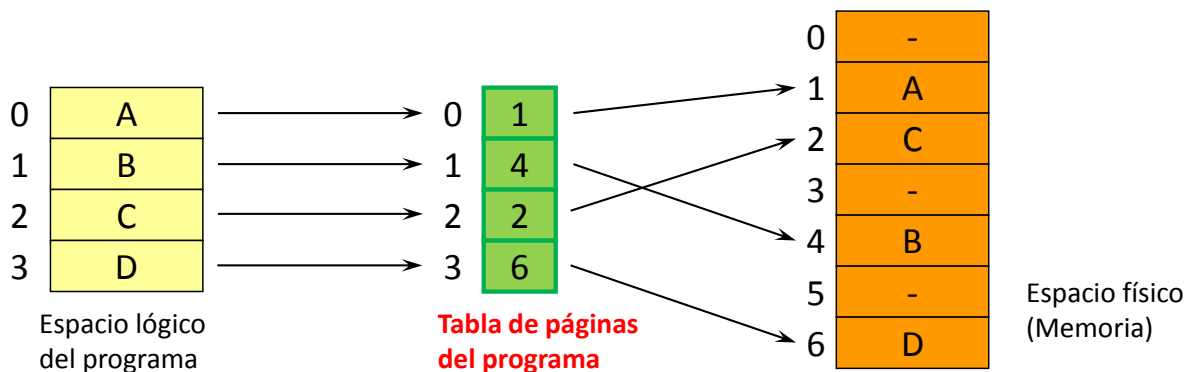 0 A
1 B
2 C
3 D
Espacio lógico
del programa
0 1
1 4
2 2
3 6
Tabla de páginas
del programa
0 -
1 A
2 C
3 -
4 B
5 -
6 D
Espacio físico
(Memoria)